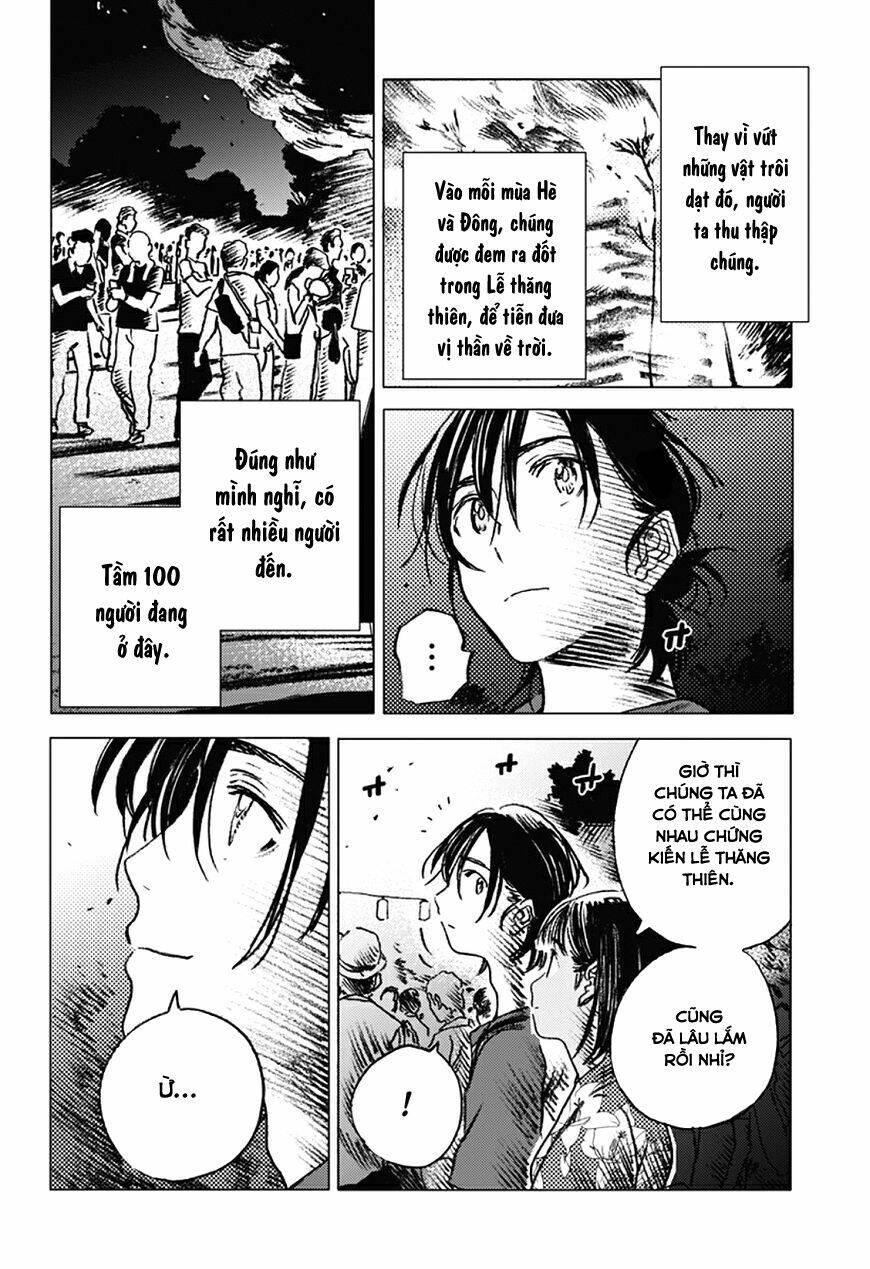 Thay vì vứt
những vật trôi
dạt đó, người
ta thu thập
chúng.
Vào mỗi mùa Hè
và Đông, chúng
được đem ra đốt
trong Lễ thăng
thiên, để tiễn đưa
vị thần về trời.
Đúng như
mình nghĩ, có
rất nhiều người
đến.
Tầm 100
người đang
ở đây.
...
GIỜ THÌ
CHÚNG TA ĐÃ
CÓ THỂ CÙNG
NHAU CHỨNG
KIẾN LỄ THĂNG
THIÊN.
CŨNG
ĐÃ LÂU LẮM
RỒI NHỈ?
!
Ừ...